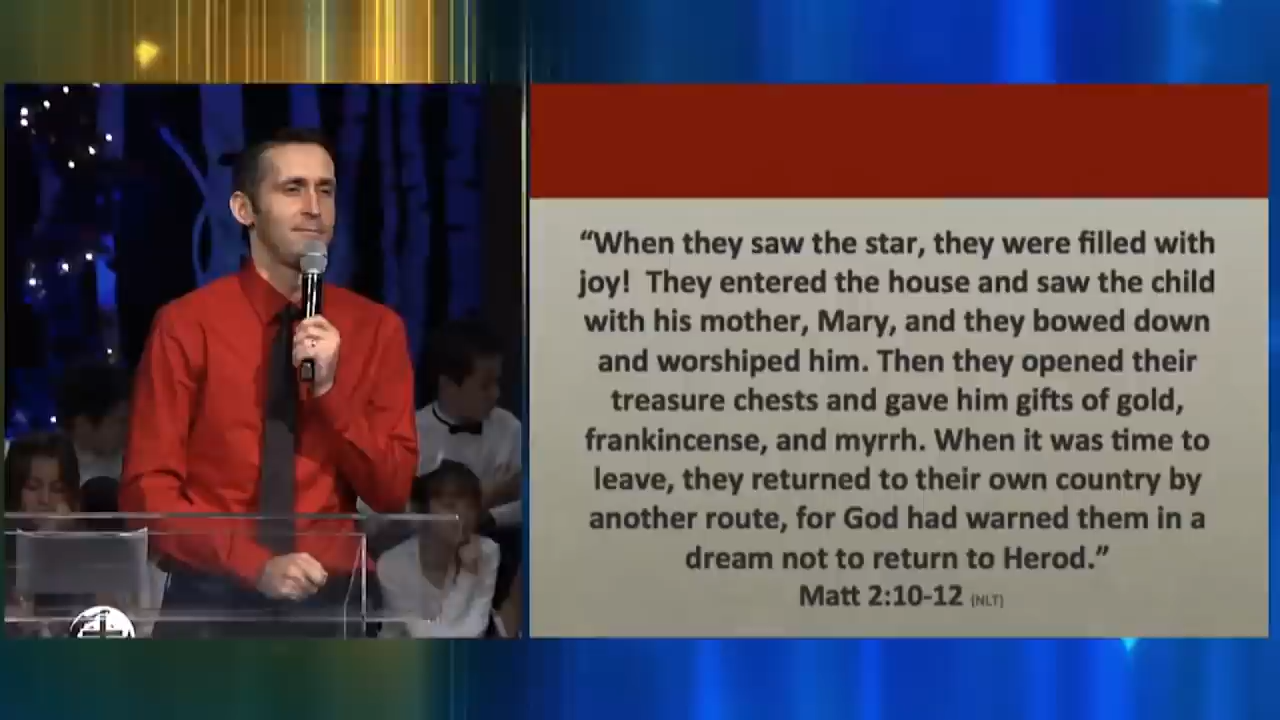 “When they saw the star, they were filled with
joy!  They entered the house and saw the child
with his mother, Mary, and they bowed down
and worshiped him. Then they opened their
treasure chests and gave him gifts of gold,
frankincense, and myrrh. When it was time to
leave, they returned to their own country by
another route, for God had warned them in a
dream not to return to Herod.”
Matt 2:10-12 (NLT)